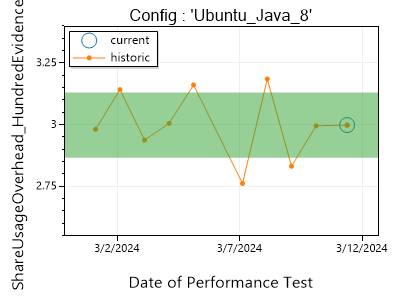 Config : 'Ubuntu_Java_8'
current
historic
ShareUsageOverhead_HundredEvidence
3.25
3
2.75
3/2/2024
3/7/2024
3/12/2024
Date of Performance Test